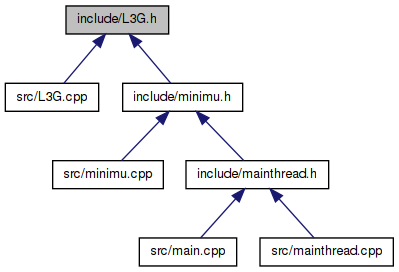 include/L3G.h
src/L3G.cpp
include/minimu.h
src/minimu.cpp
include/mainthread.h
src/main.cpp
src/mainthread.cpp